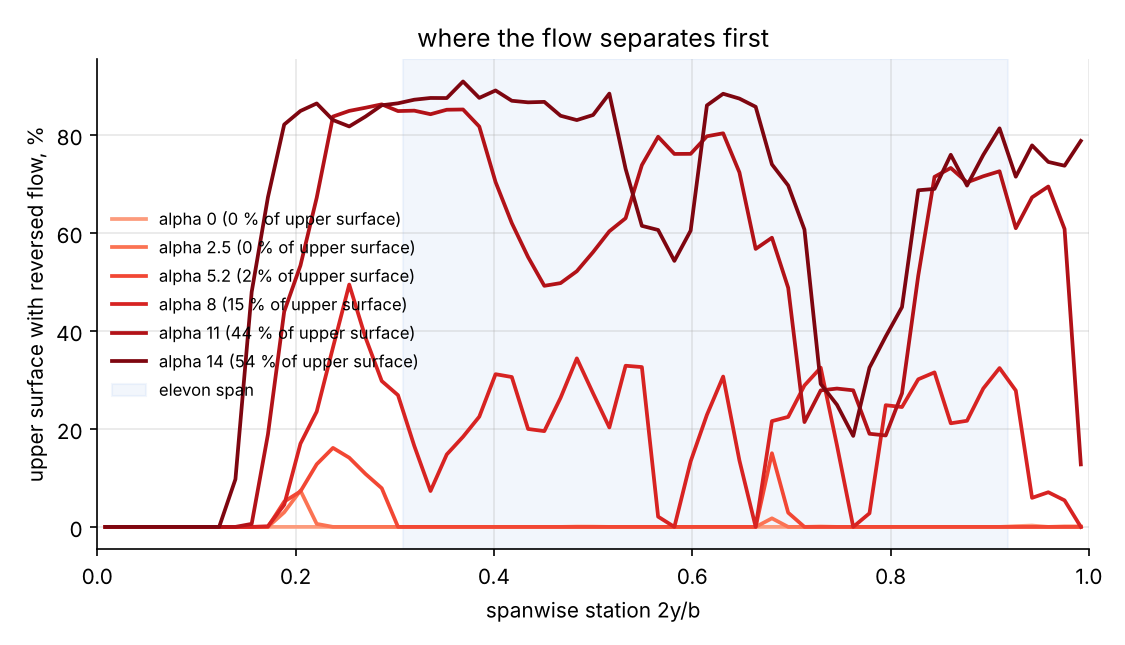 where the flow separates first
upper surface with reversed flow, %
80
60
40
20
0
alpha 0 (0 % of upper surface)
alpha 2.5 (0 % of upper surface)
alpha 5.2 (2 % of upper surface)
alpha 8 (15 % of upper surface)
alpha 11 (44 % of upper surface)
alpha 14 (54 % of upper surface)
elevon span
0.0 0.2 0.4 0.6 0.8 1.0
spanwise station 2y/b